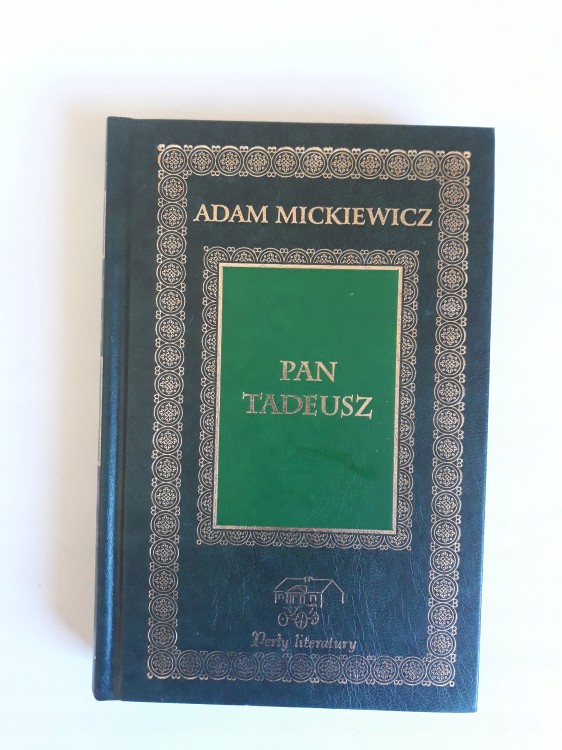 ADAM MICKIEWICZ
PAN
TADEUSZ
Perły literatury